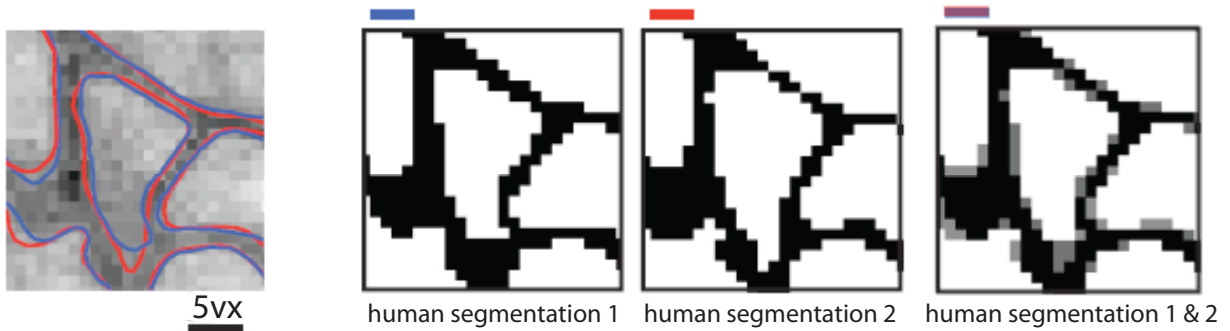 5vx
human segmentation 1
human segmentation 2
human segmentation 1 & 2